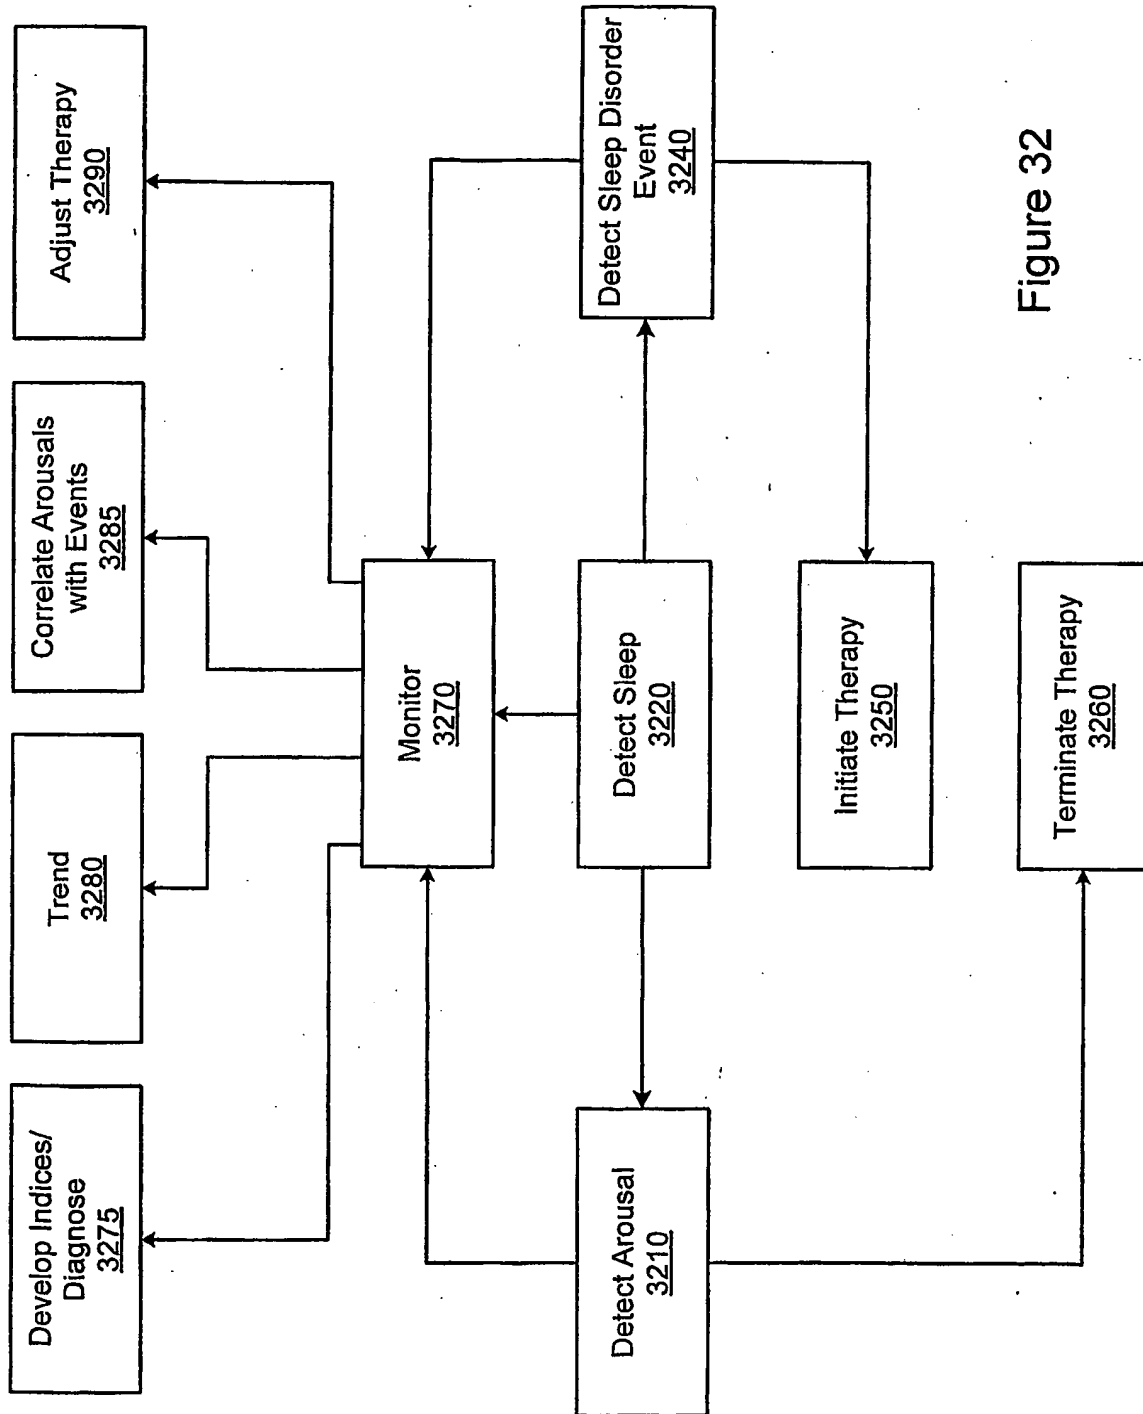 Develop Indices/
Diagnose
3275
Trend
3280
Correlate Arousals
with Events
3285
Adjust Therapy
3290
Monitor
3270
Detect Arousal
3210
Detect Sleep
3220
Detect Sleep Disorder
Event
3240
Initiate Therapy
3250
Terminate Therapy
3260
Figure 32